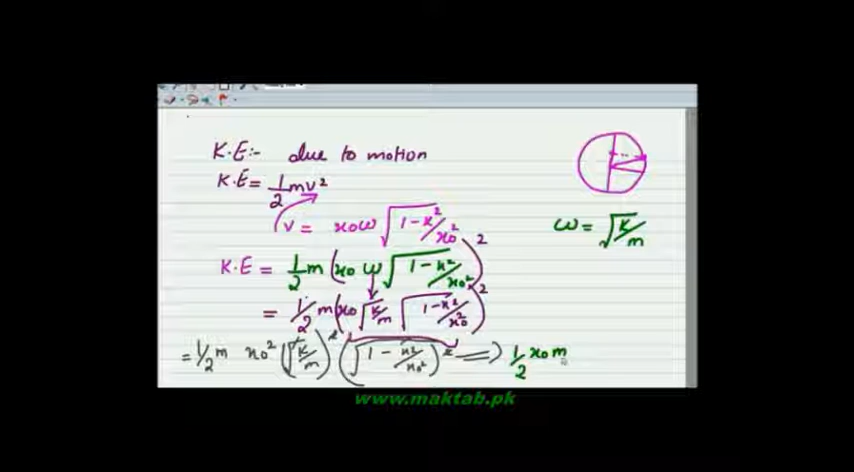 K.E:- due to motion
K.E = 1/2 mv²
v = x₀ω √(1-x²/x₀²)
ω = √(K/m)
K.E = 1/2 m (x₀ ω √(1-x²/x₀²))²
= 1/2 m (x₀ √(K/m) √(1-x²/x₀²))²
= 1/2 m x₀² (√(K/m))² (√(1 - x²/x₀²))² ⟹ 1/2 x₀ m
www.maktab.pk